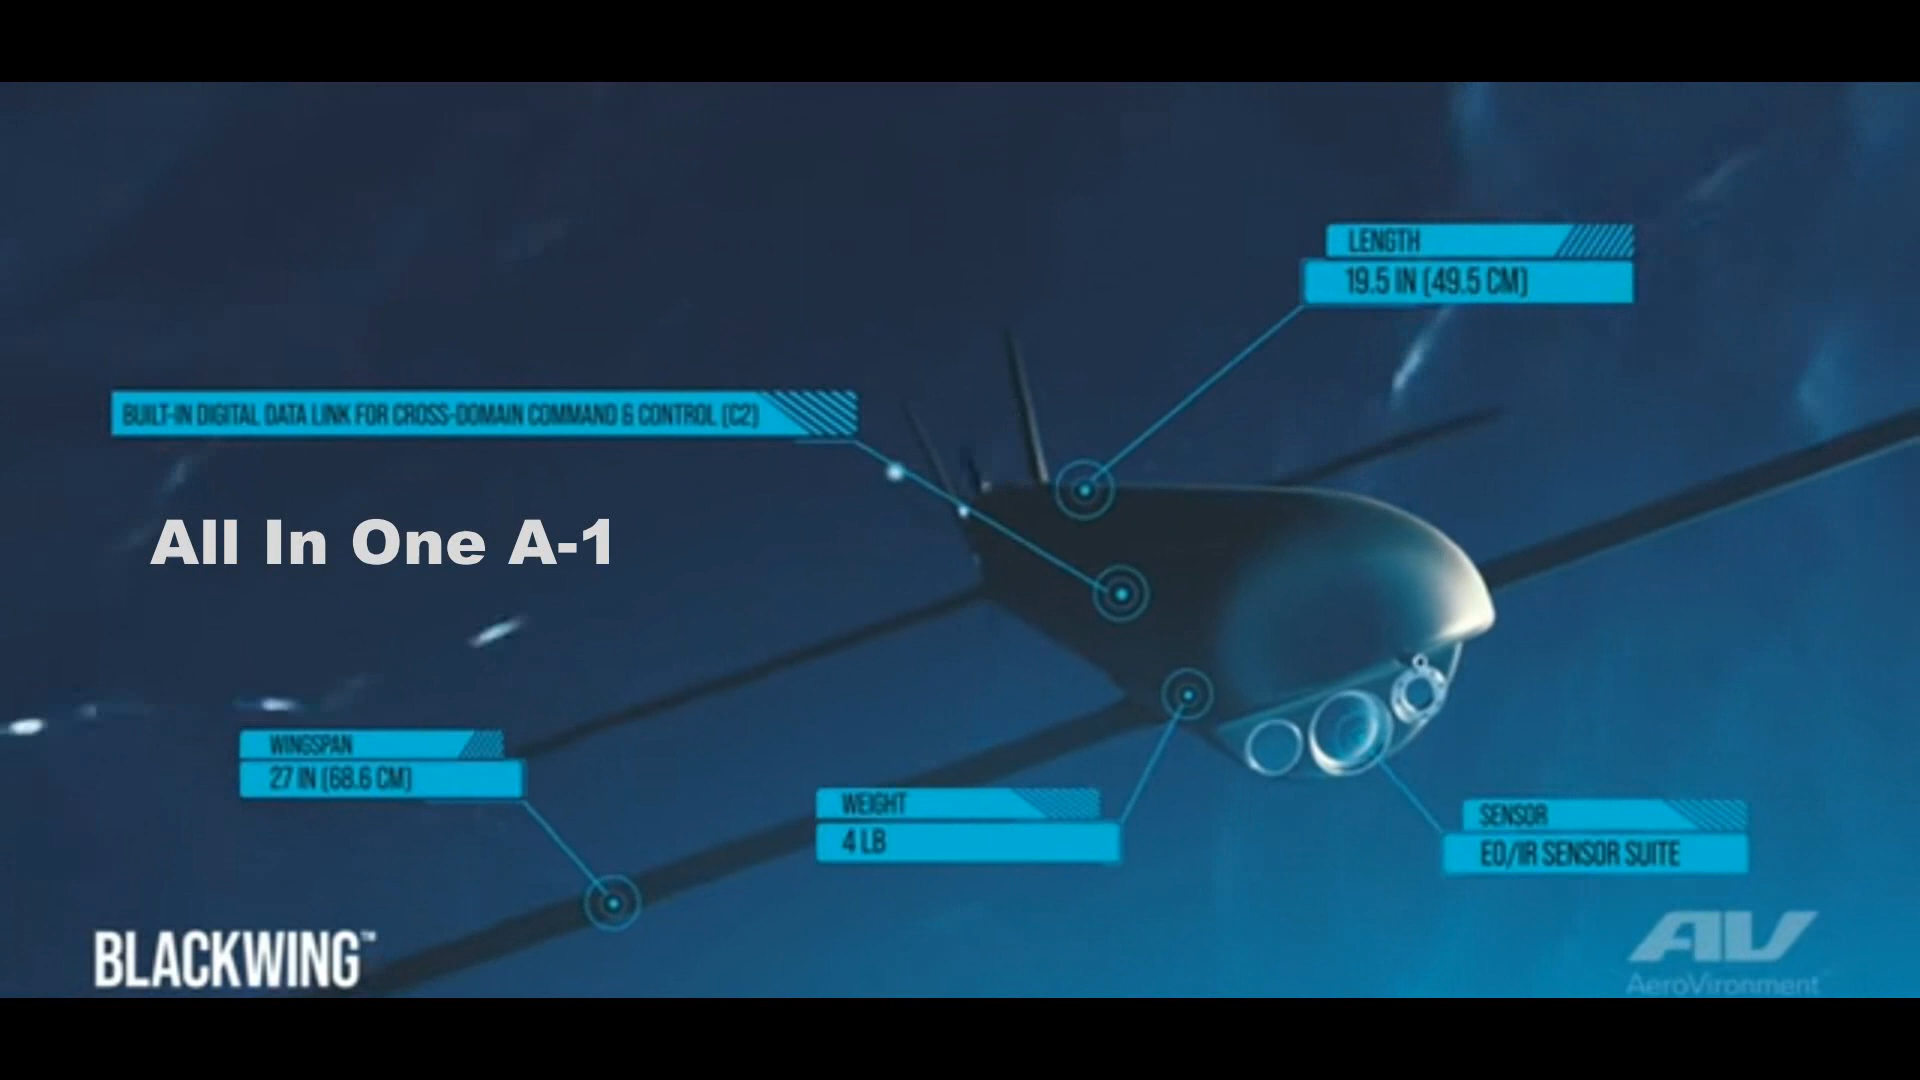 LENGTH
19.5 IN (49.5 CM)
BUILT-IN DIGITAL DATA LINK FOR CROSS-DOMAIN COMMAND & CONTROL (C2)
All In One A-1
WINGSPAN
27 IN (68.6 CM)
WEIGHT
4 LB
SENSOR
EO/IR SENSOR SUITE
BLACKWING™
AV
AeroVironment